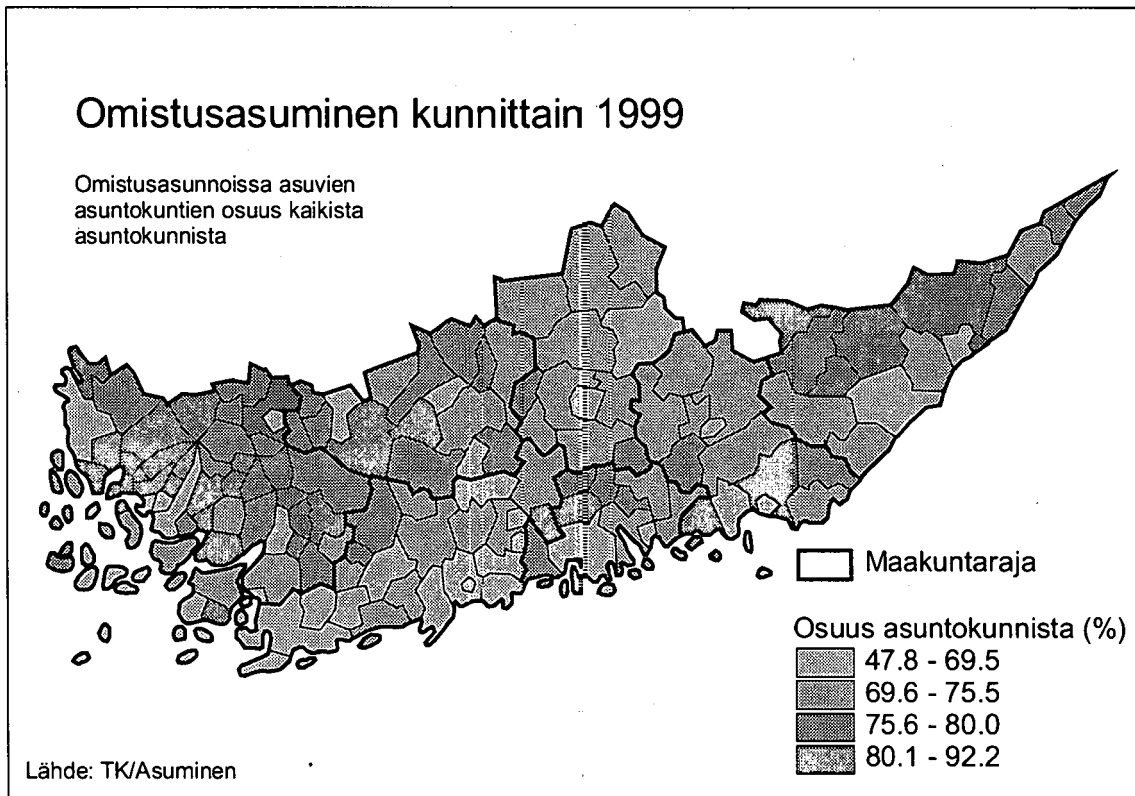 Omistusasuminen kunnittain 1999
Omistusasunnoissa asuvien
asuntokuntien osuus kaikista
asuntokunnista
Maakuntaraja
Osuus asuntokunnista (%)
47.8 - 69.5
69.6 - 75.5
75.6 - 80.0
80.1 - 92.2
Lähde: TK/Asuminen